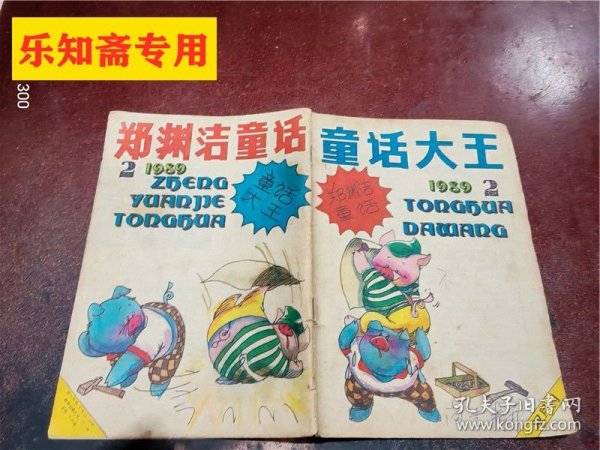 乐知斋专用
300
郑渊洁童话
2 1989
ZHENG
YUANJIE
TONGHUA
童话
大王
童话大王
1989 2
TONGHUA
DAWANG
郑渊洁
童话
孔夫子旧书网
www.kongfz.com